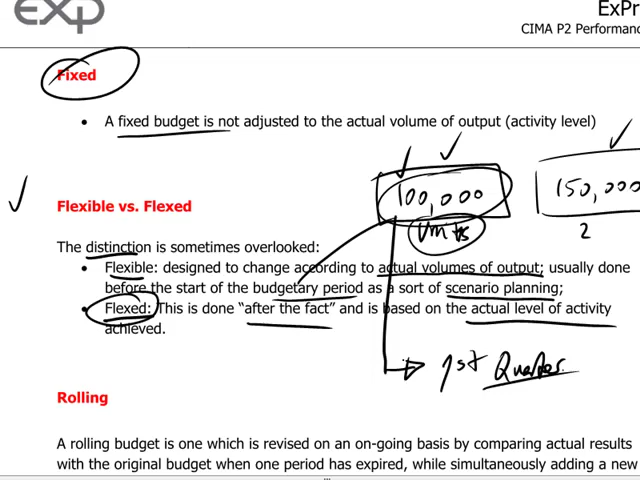 exp
ExPr
CIMA P2 Performanc
Fixed
• A fixed budget is not adjusted to the actual volume of output (activity level)
100,000
150,000
Units
2
Flexible vs. Flexed
The distinction is sometimes overlooked:
• Flexible: designed to change according to actual volumes of output; usually done
before the start of the budgetary period as a sort of scenario planning;
• Flexed: This is done “after the fact” and is based on the actual level of activity
achieved.
1st Quarter
Rolling
A rolling budget is one which is revised on an on-going basis by comparing actual results
with the original budget when one period has expired, while simultaneously adding a new